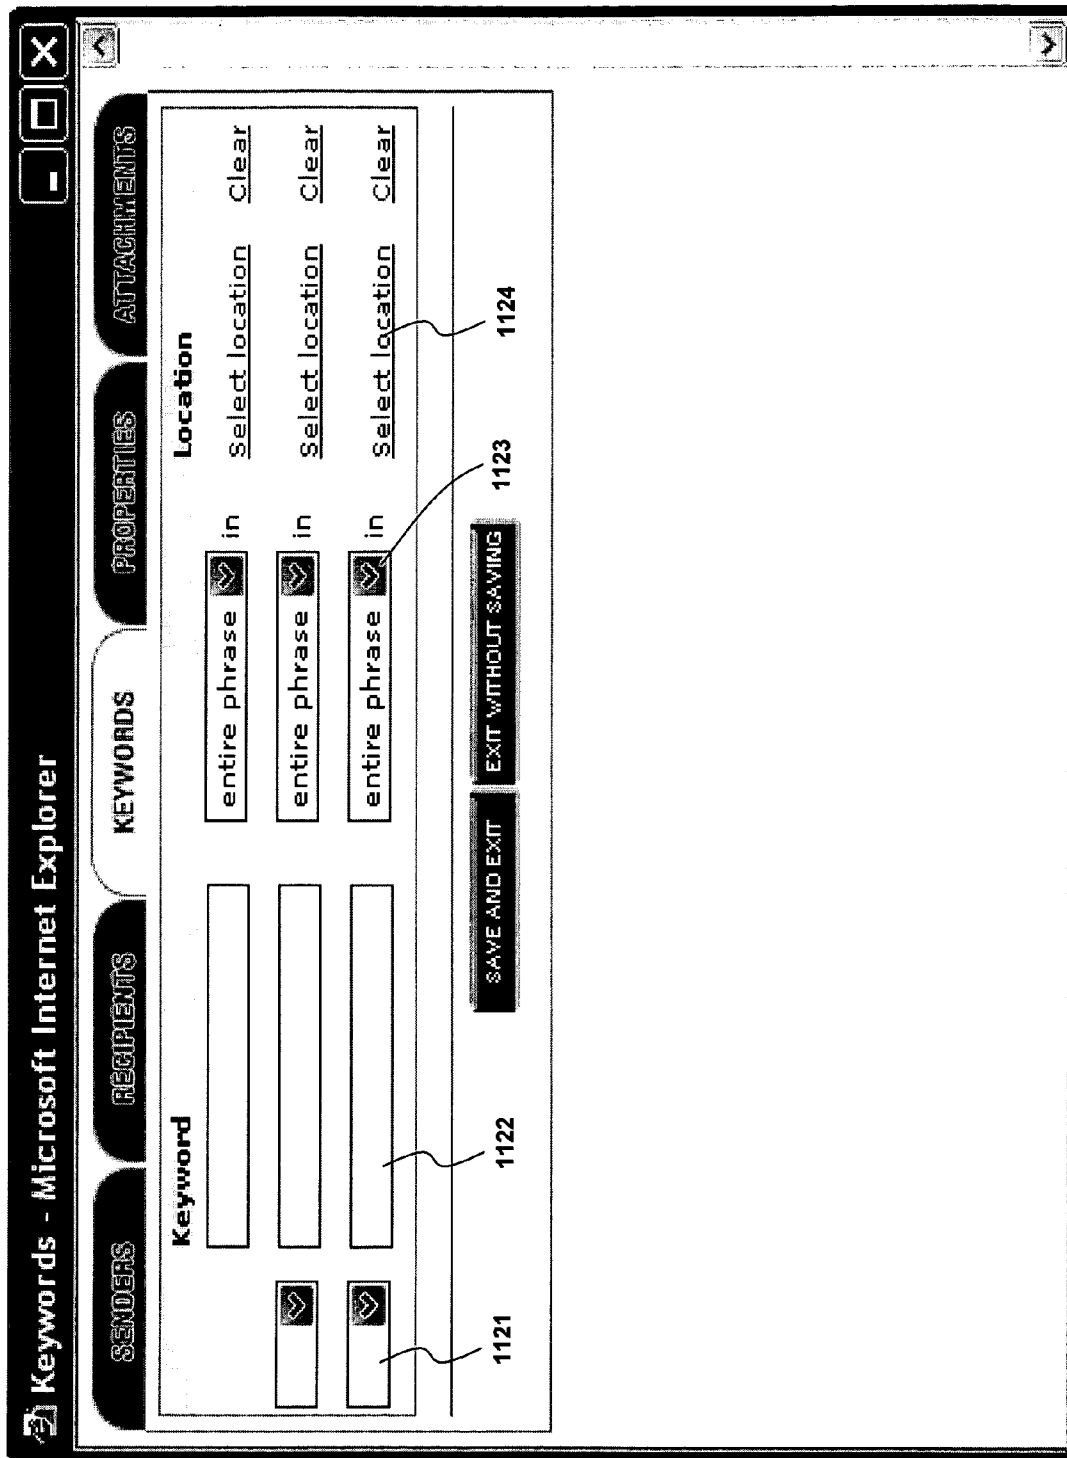 Keywords - Microsoft Internet Explorer
SENDERS RECIPIENTS KEYWORDS PROPERTIES ATTACHMENTS
Keyword Location
entire phrase in Select location Clear
entire phrase in Select location Clear
entire phrase in Select location Clear
1121 1122 1123 1124
SAVE AND EXIT EXIT WITHOUT SAVING